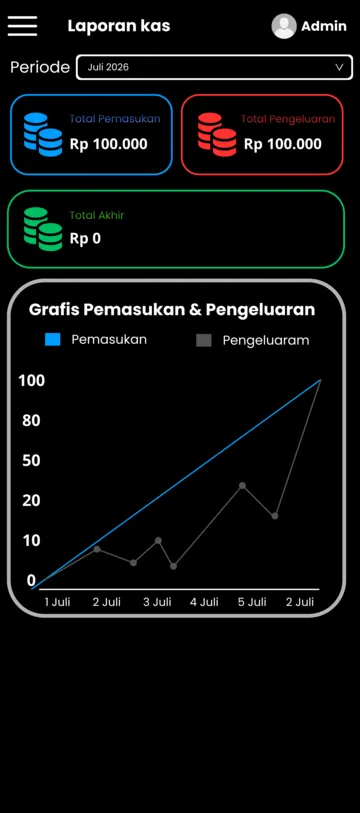 Laporan kas
Admin
Periode
Juli 2026
Total Pemasukan
Rp 100.000
Total Pengeluaran
Rp 100.000
Total Akhir
Rp 0
Grafis Pemasukan & Pengeluaran
Pemasukan
Pengeluaram
100
80
50
20
10
0
1 Juli
2 Juli
3 Juli
4 Juli
5 Juli
2 Juli